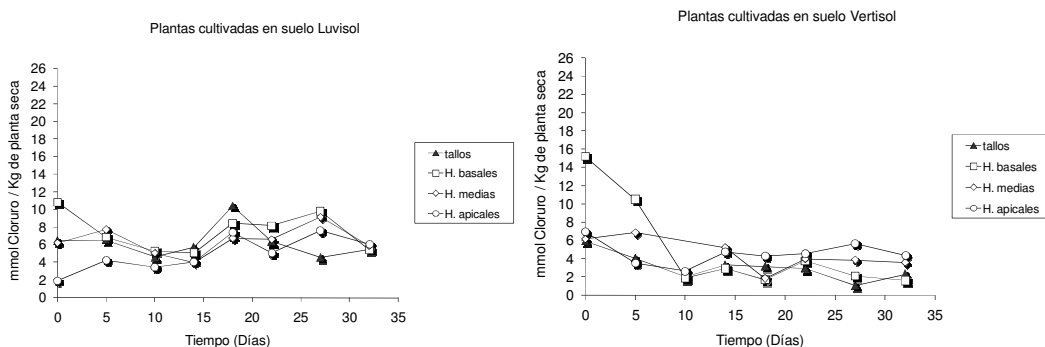 Plantas cultivadas en suelo Luvisol
26
24
22
20
18
16
14
12
10
8
6
4
2
0
mmol Cloruro / Kg de planta seca
0 5 10 15 20 25 30 35
Tiempo (Días)
tallos
H. basales
H. medias
H. apicales
Plantas cultivadas en suelo Vertisol
26
24
22
20
18
16
14
12
10
8
6
4
2
0
mmol Cloruro / Kg de planta seca
0 5 10 15 20 25 30 35
Tiempo (Días)
tallos
H. basales
H. medias
H. apicales